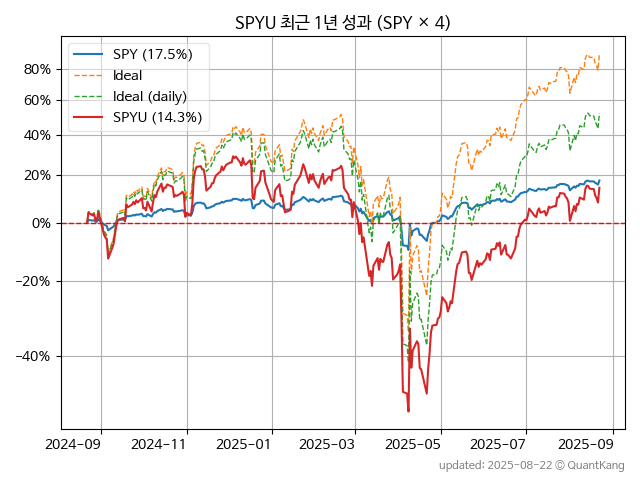 SPYU 최근 1년 성과 (SPY × 4)
SPY (17.5%)
Ideal
Ideal (daily)
SPYU (14.3%)
80%
60%
40%
20%
0%
−20%
−40%
2024−09
2024−11
2025−01
2025−03
2025−05
2025−07
2025−09
updated: 2025-08-22 © QuantKang